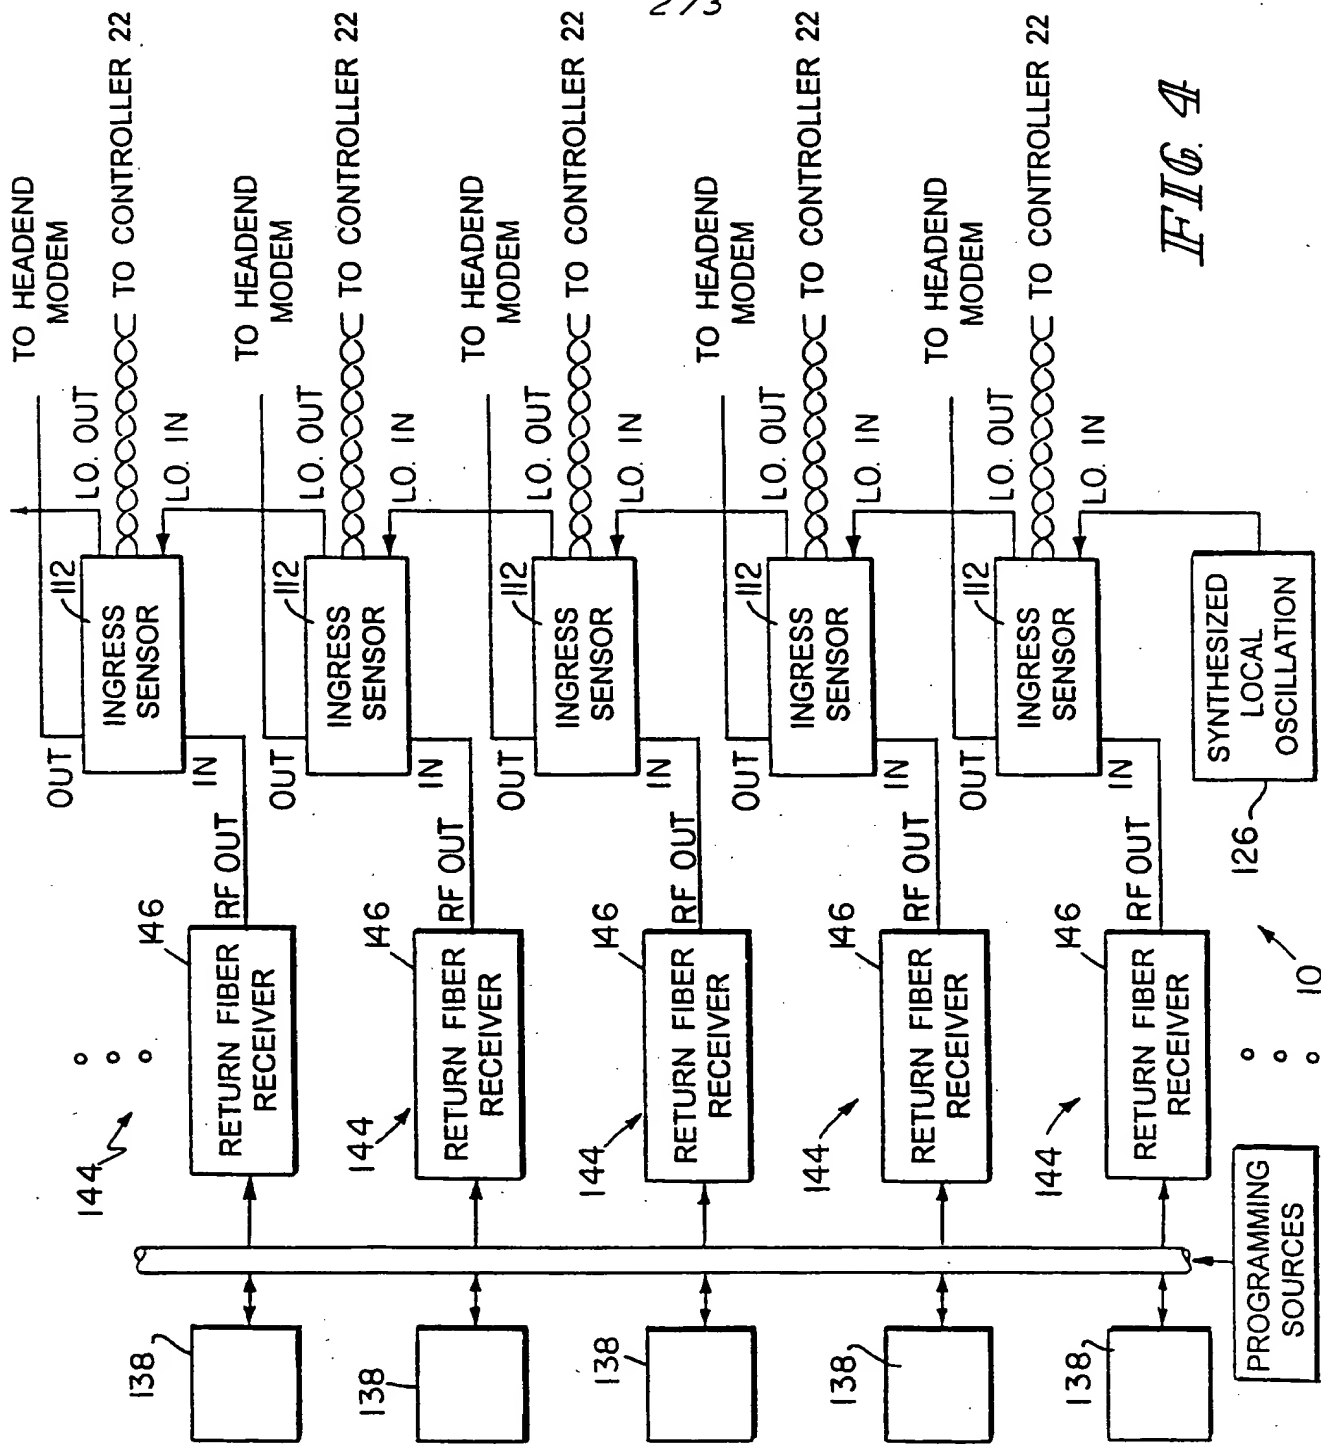 2/3
TO HEADEND
MODEM
OUT
LO. OUT
TO CONTROLLER 22
LO. IN
112
INGRESS
SENSOR
IN
RF OUT
146
RETURN FIBER
RECEIVER
144
138
TO HEADEND
MODEM
OUT
LO. OUT
TO CONTROLLER 22
LO. IN
112
INGRESS
SENSOR
IN
RF OUT
146
RETURN FIBER
RECEIVER
144
138
TO HEADEND
MODEM
OUT
LO. OUT
TO CONTROLLER 22
LO. IN
112
INGRESS
SENSOR
IN
RF OUT
146
RETURN FIBER
RECEIVER
144
138
TO HEADEND
MODEM
OUT
LO. OUT
TO CONTROLLER 22
LO. IN
112
INGRESS
SENSOR
IN
RF OUT
146
RETURN FIBER
RECEIVER
144
138
TO HEADEND
MODEM
OUT
LO. OUT
TO CONTROLLER 22
LO. IN
112
INGRESS
SENSOR
IN
RF OUT
146
RETURN FIBER
RECEIVER
144
138
SYNTHESIZED
LOCAL
OSCILLATION
126
10
PROGRAMMING
SOURCES
FIG. 4